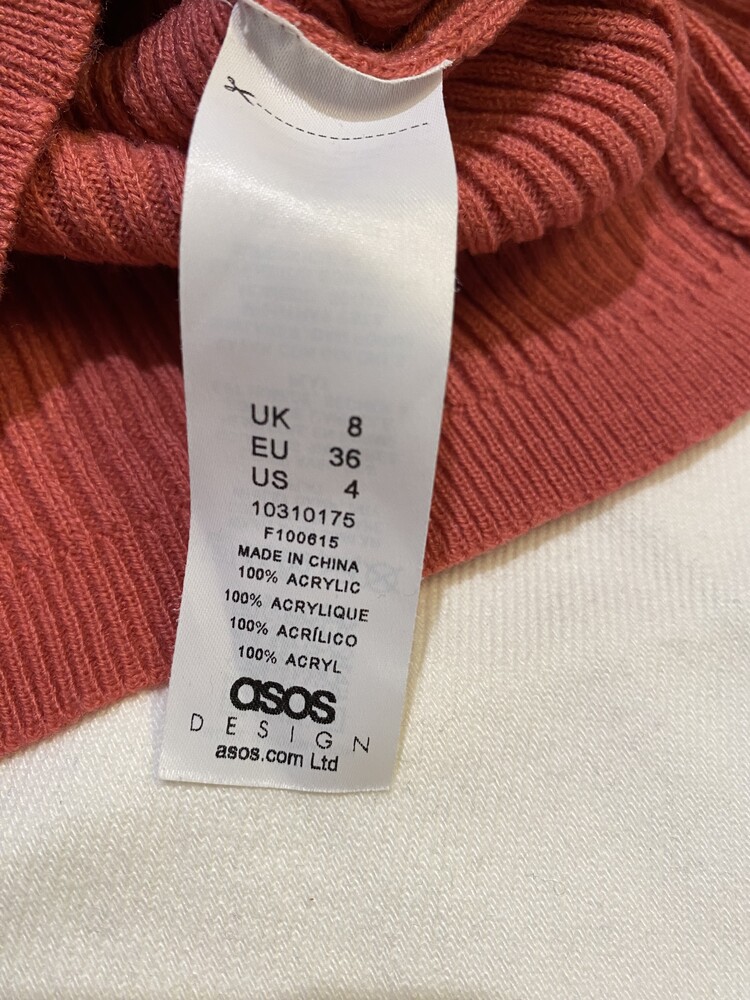 UK 8
EU 36
US 4
10310175
F100615
MADE IN CHINA
100% ACRYLIC
100% ACRYLIQUE
100% ACRÍLICO
100% ACRYL
asos
DESIGN
asos.com Ltd